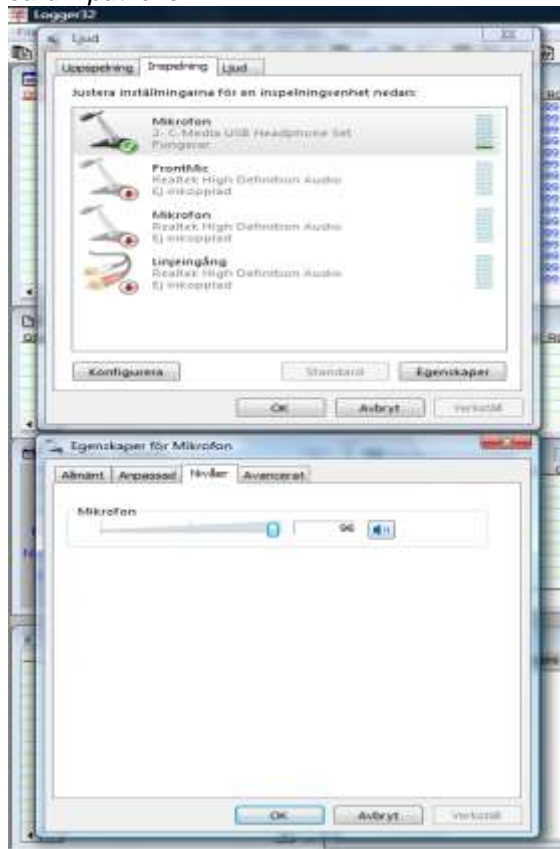 Logger32
Ljud
Uppspelning Inspelning Ljud
Justera inställningarna för en inspelningsenhet nedan:
Mikrofon
2- C-Media USB Headphone Set
Fungerar
FrontMic
Realtek High Definition Audio
Ej inkopplad
Mikrofon
Realtek High Definition Audio
Ej inkopplad
Linjeingång
Realtek High Definition Audio
Ej inkopplad
Konfigurera Standard Egenskaper
OK Avbryt Verkställ
Egenskaper för Mikrofon
Allmänt Anpassad Nivåer Avancerat
Mikrofon
96
OK Avbryt Verkställ